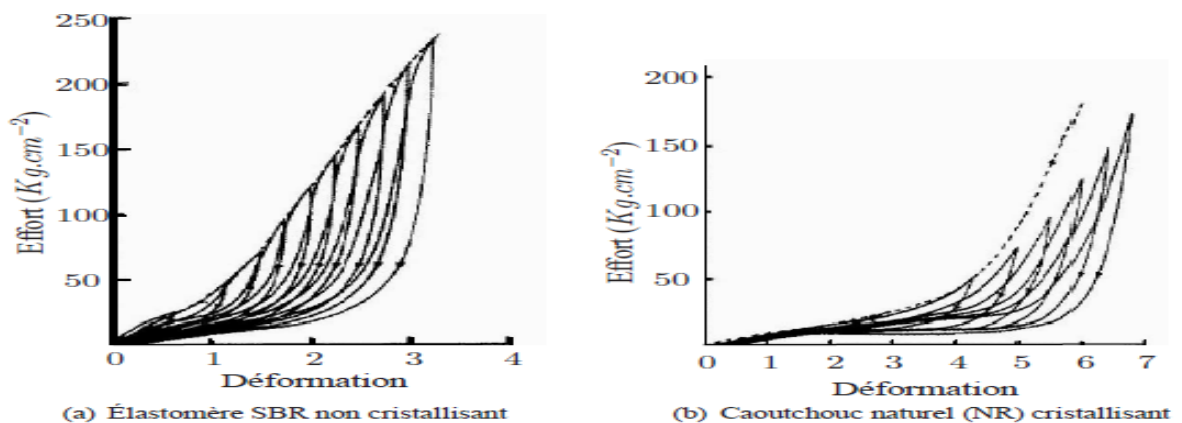 250
200
150
100
50
0 1 2 3 4
Effort (Kg.cm−2)
Déformation
(a) Élastomère SBR non cristallisant
200
150
100
50
0 1 2 3 4 5 6 7
Effort (Kg.cm−2)
Déformation
(b) Caoutchouc naturel (NR) cristallisant